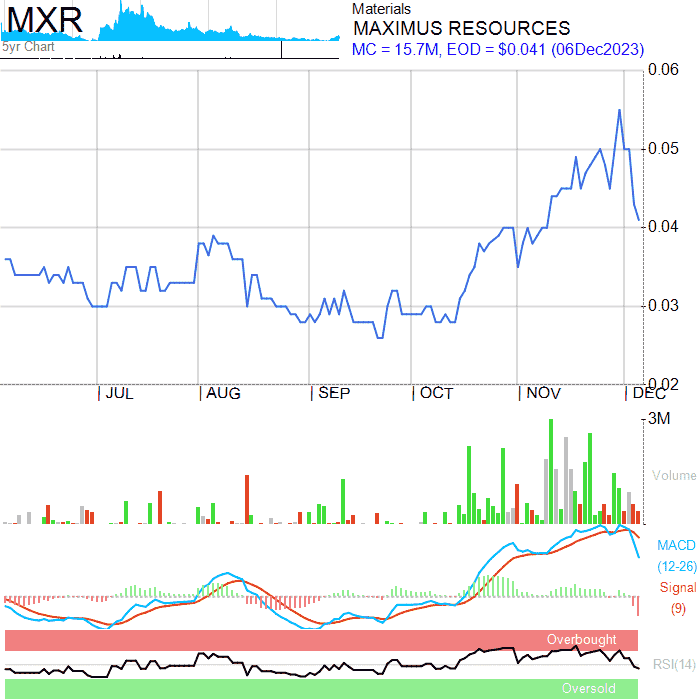 MXR
5yr Chart
Materials
MAXIMUS RESOURCES
MC = 15.7M, EOD = $0.041 (06Dec2023)
0.06
0.05
0.04
0.03
0.02
JUL AUG SEP OCT NOV DEC
3M
Volume
MACD
(12-26)
Signal
(9)
Overbought
RSI(14)
Oversold